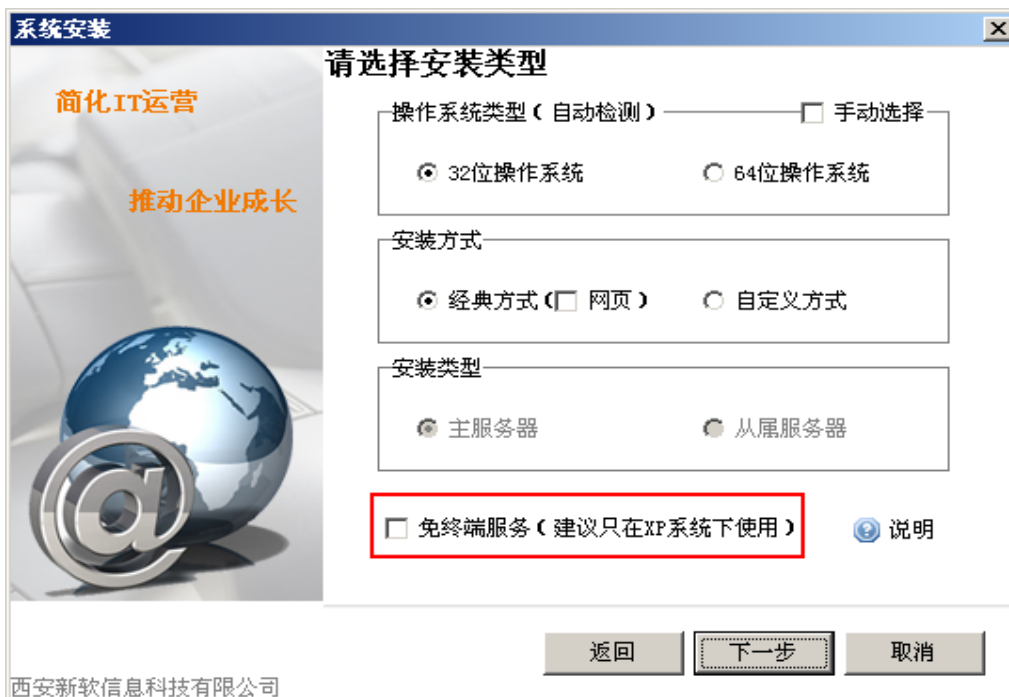 系统安装
请选择安装类型
简化IT运营
推动企业成长
操作系统类型(自动检测) 手动选择
32位操作系统 64位操作系统
安装方式
经典方式(网页) 自定义方式
安装类型
主服务器 从属服务器
免终端服务(建议只在XP系统下使用) 说明
返回 下一步 取消
西安新软信息科技有限公司